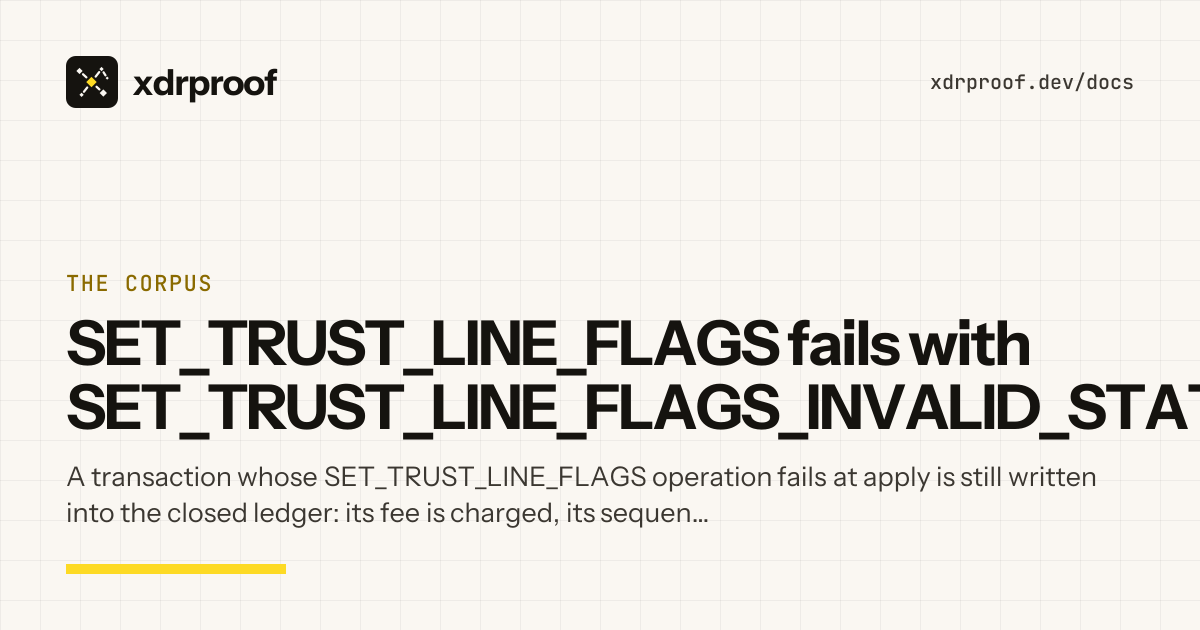 xdrproof
xdrproof.dev/docs
THE CORPUS
SET_TRUST_LINE_FLAGS fails with
SET_TRUST_LINE_FLAGS_INVALID_STAT
A transaction whose SET_TRUST_LINE_FLAGS operation fails at apply is still written
into the closed ledger: its fee is charged, its sequen…